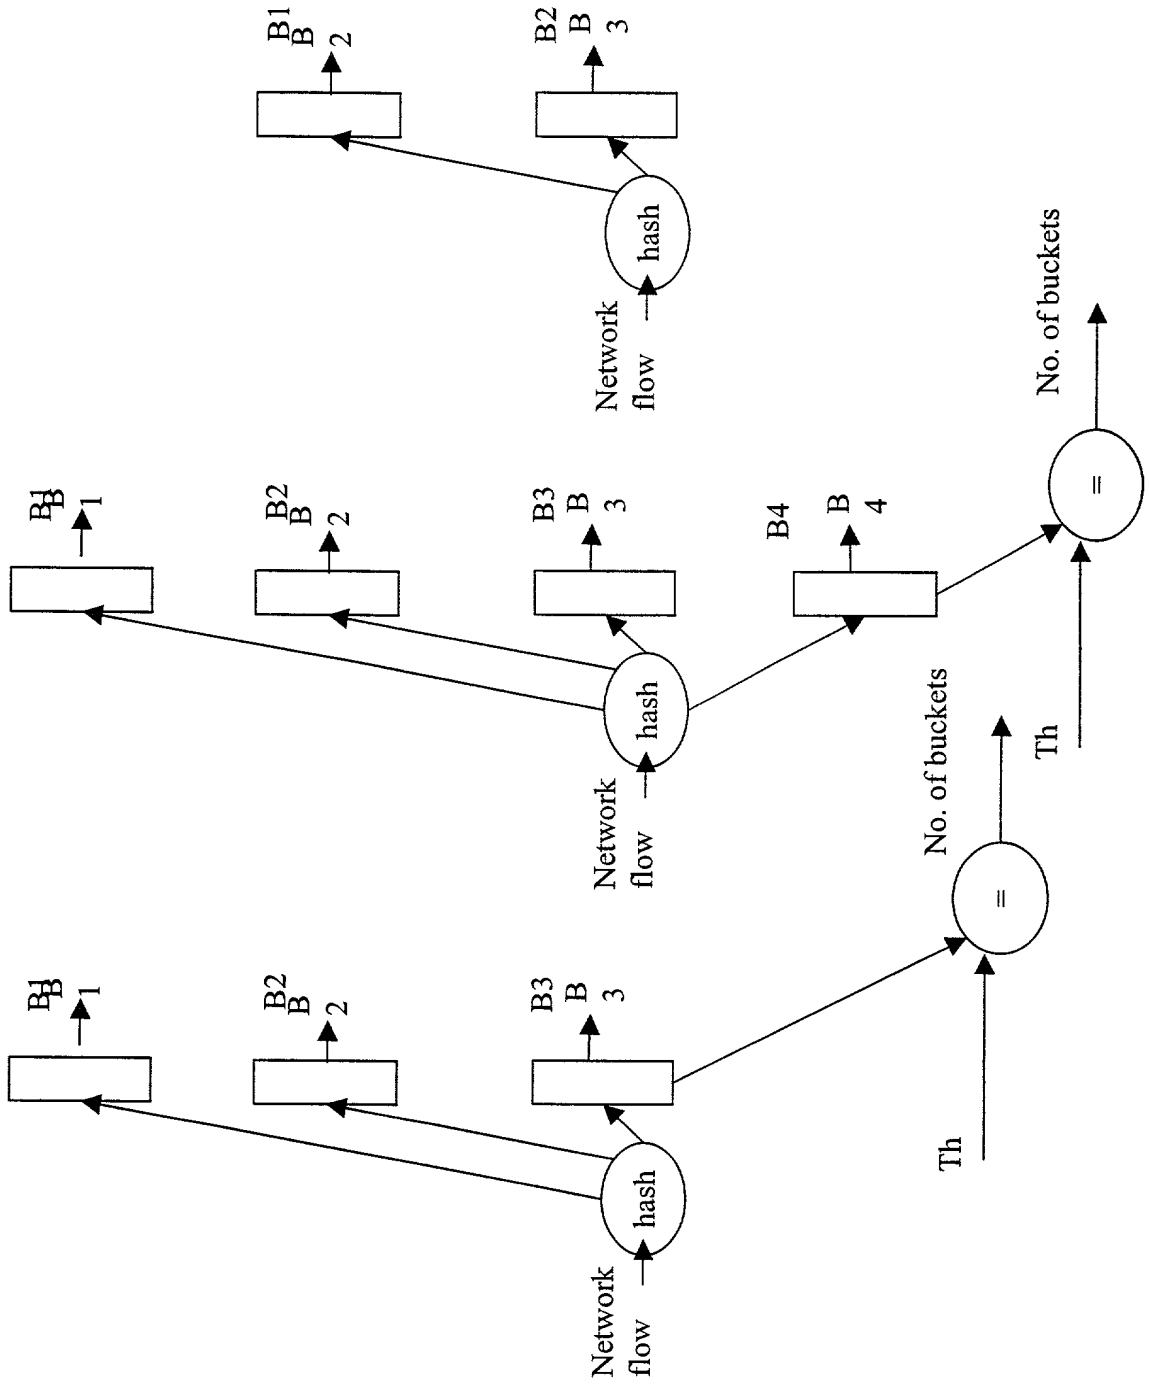 B1
B
1
B2
B
2
B3
B
3
hash
Network
flow
Th
=
No. of buckets
B1
B
1
B2
B
2
B3
B
3
B4
B
4
hash
Network
flow
Th
=
No. of buckets
B1
B
2
B2
B
3
hash
Network
flow